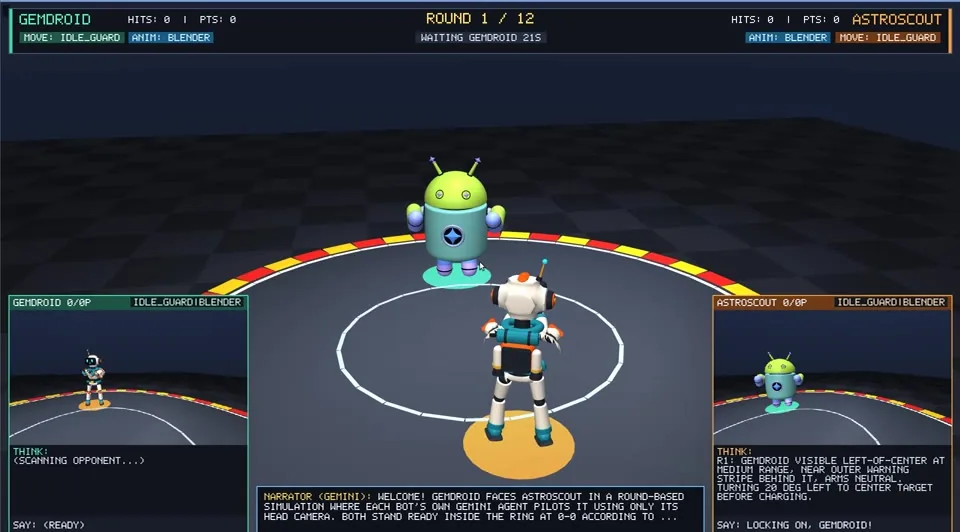 GEMDROID HITS: 0 | PTS: 0
MOVE: IDLE_GUARD ANIM: BLENDER
ROUND 1 / 12
WAITING GEMDROID 21S
HITS: 0 | PTS: 0 ASTROSCOUT
ANIM: BLENDER MOVE: IDLE_GUARD
GEMDROID 0/0P IDLE_GUARD|BLENDER
THINK:
(SCANNING OPPONENT...)
SAY: (READY)
NARRATOR (GEMINI): WELCOME! GEMDROID FACES ASTROSCOUT IN A ROUND-BASED
SIMULATION WHERE EACH BOT'S OWN GEMINI AGENT PILOTS IT USING ONLY ITS
HEAD CAMERA. BOTH STAND READY INSIDE THE RING AT 0-0 ACCORDING TO ...
ASTROSCOUT 0/0P IDLE_GUARD|BLENDER
THINK:
R1: GEMDROID VISIBLE LEFT-OF-CENTER AT
MEDIUM RANGE, NEAR OUTER WARNING
STRIPE BEHIND IT, ARMS NEUTRAL.
TURNING 20 DEG LEFT TO CENTER TARGET
BEFORE CHARGING.
SAY: LOCKING ON, GEMDROID!